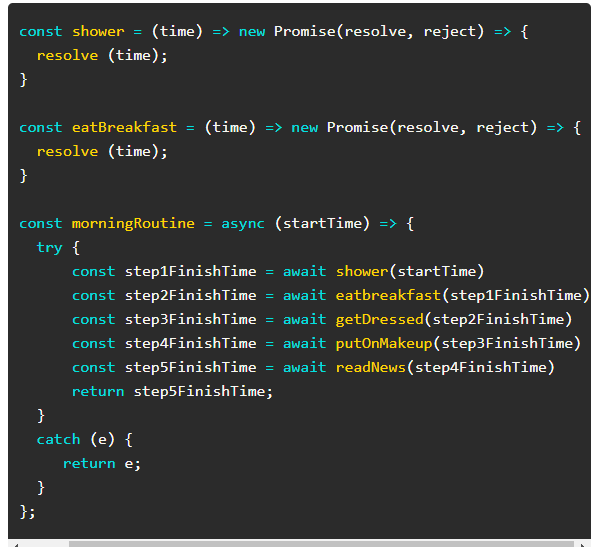 const shower = (time) => new Promise(resolve, reject) => {
  resolve (time);
}

const eatBreakfast = (time) => new Promise(resolve, reject) => {
  resolve (time);
}

const morningRoutine = async (startTime) => {
  try {
      const step1FinishTime = await shower(startTime)
      const step2FinishTime = await eatbreakfast(step1FinishTime)
      const step3FinishTime = await getDressed(step2FinishTime)
      const step4FinishTime = await putOnMakeup(step3FinishTime)
      const step5FinishTime = await readNews(step4FinishTime)
      return step5FinishTime;
  }
  catch (e) {
     return e;
  }
};